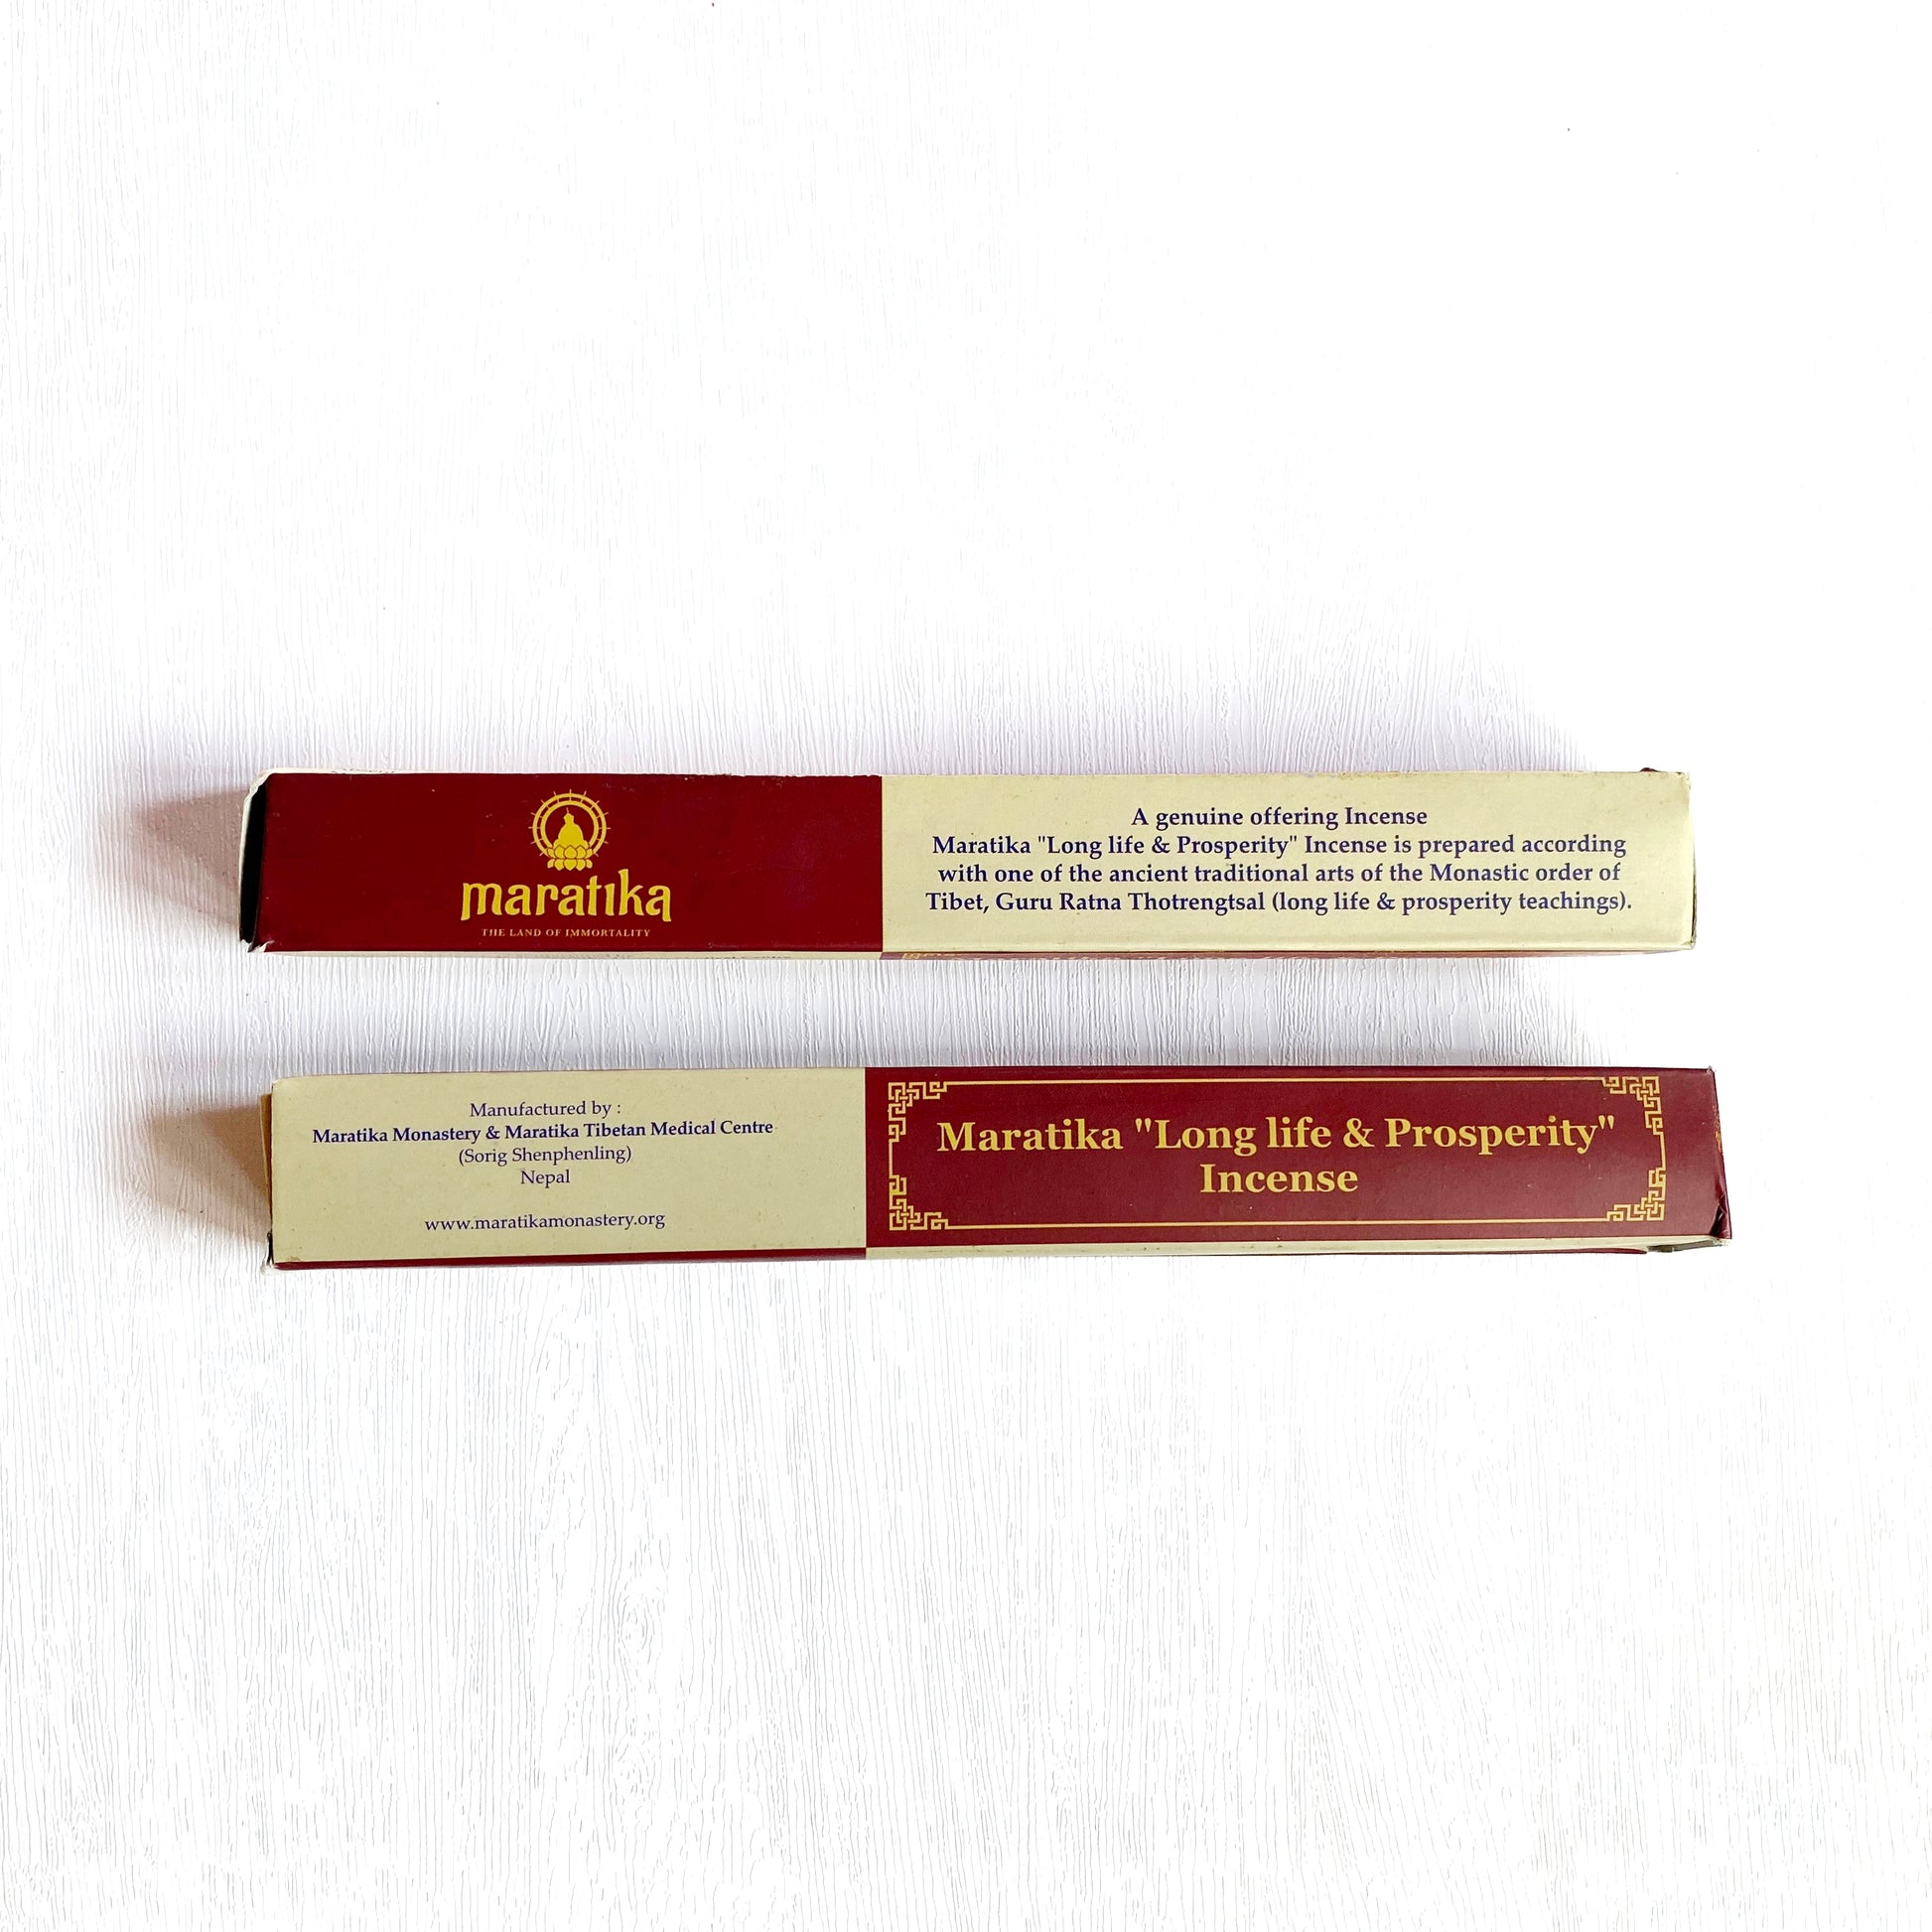 maratika
THE LAND OF IMMORTALITY
A genuine offering Incense
Maratika "Long life & Prosperity" Incense is prepared according
with one of the ancient traditional arts of the Monastic order of
Tibet, Guru Ratna Thotrengtsal (long life & prosperity teachings).
Manufactured by :
Maratika Monastery & Maratika Tibetan Medical Centre
(Sorig Shenphenling)
Nepal
www.maratikamonastery.org
Maratika "Long life & Prosperity"
Incense